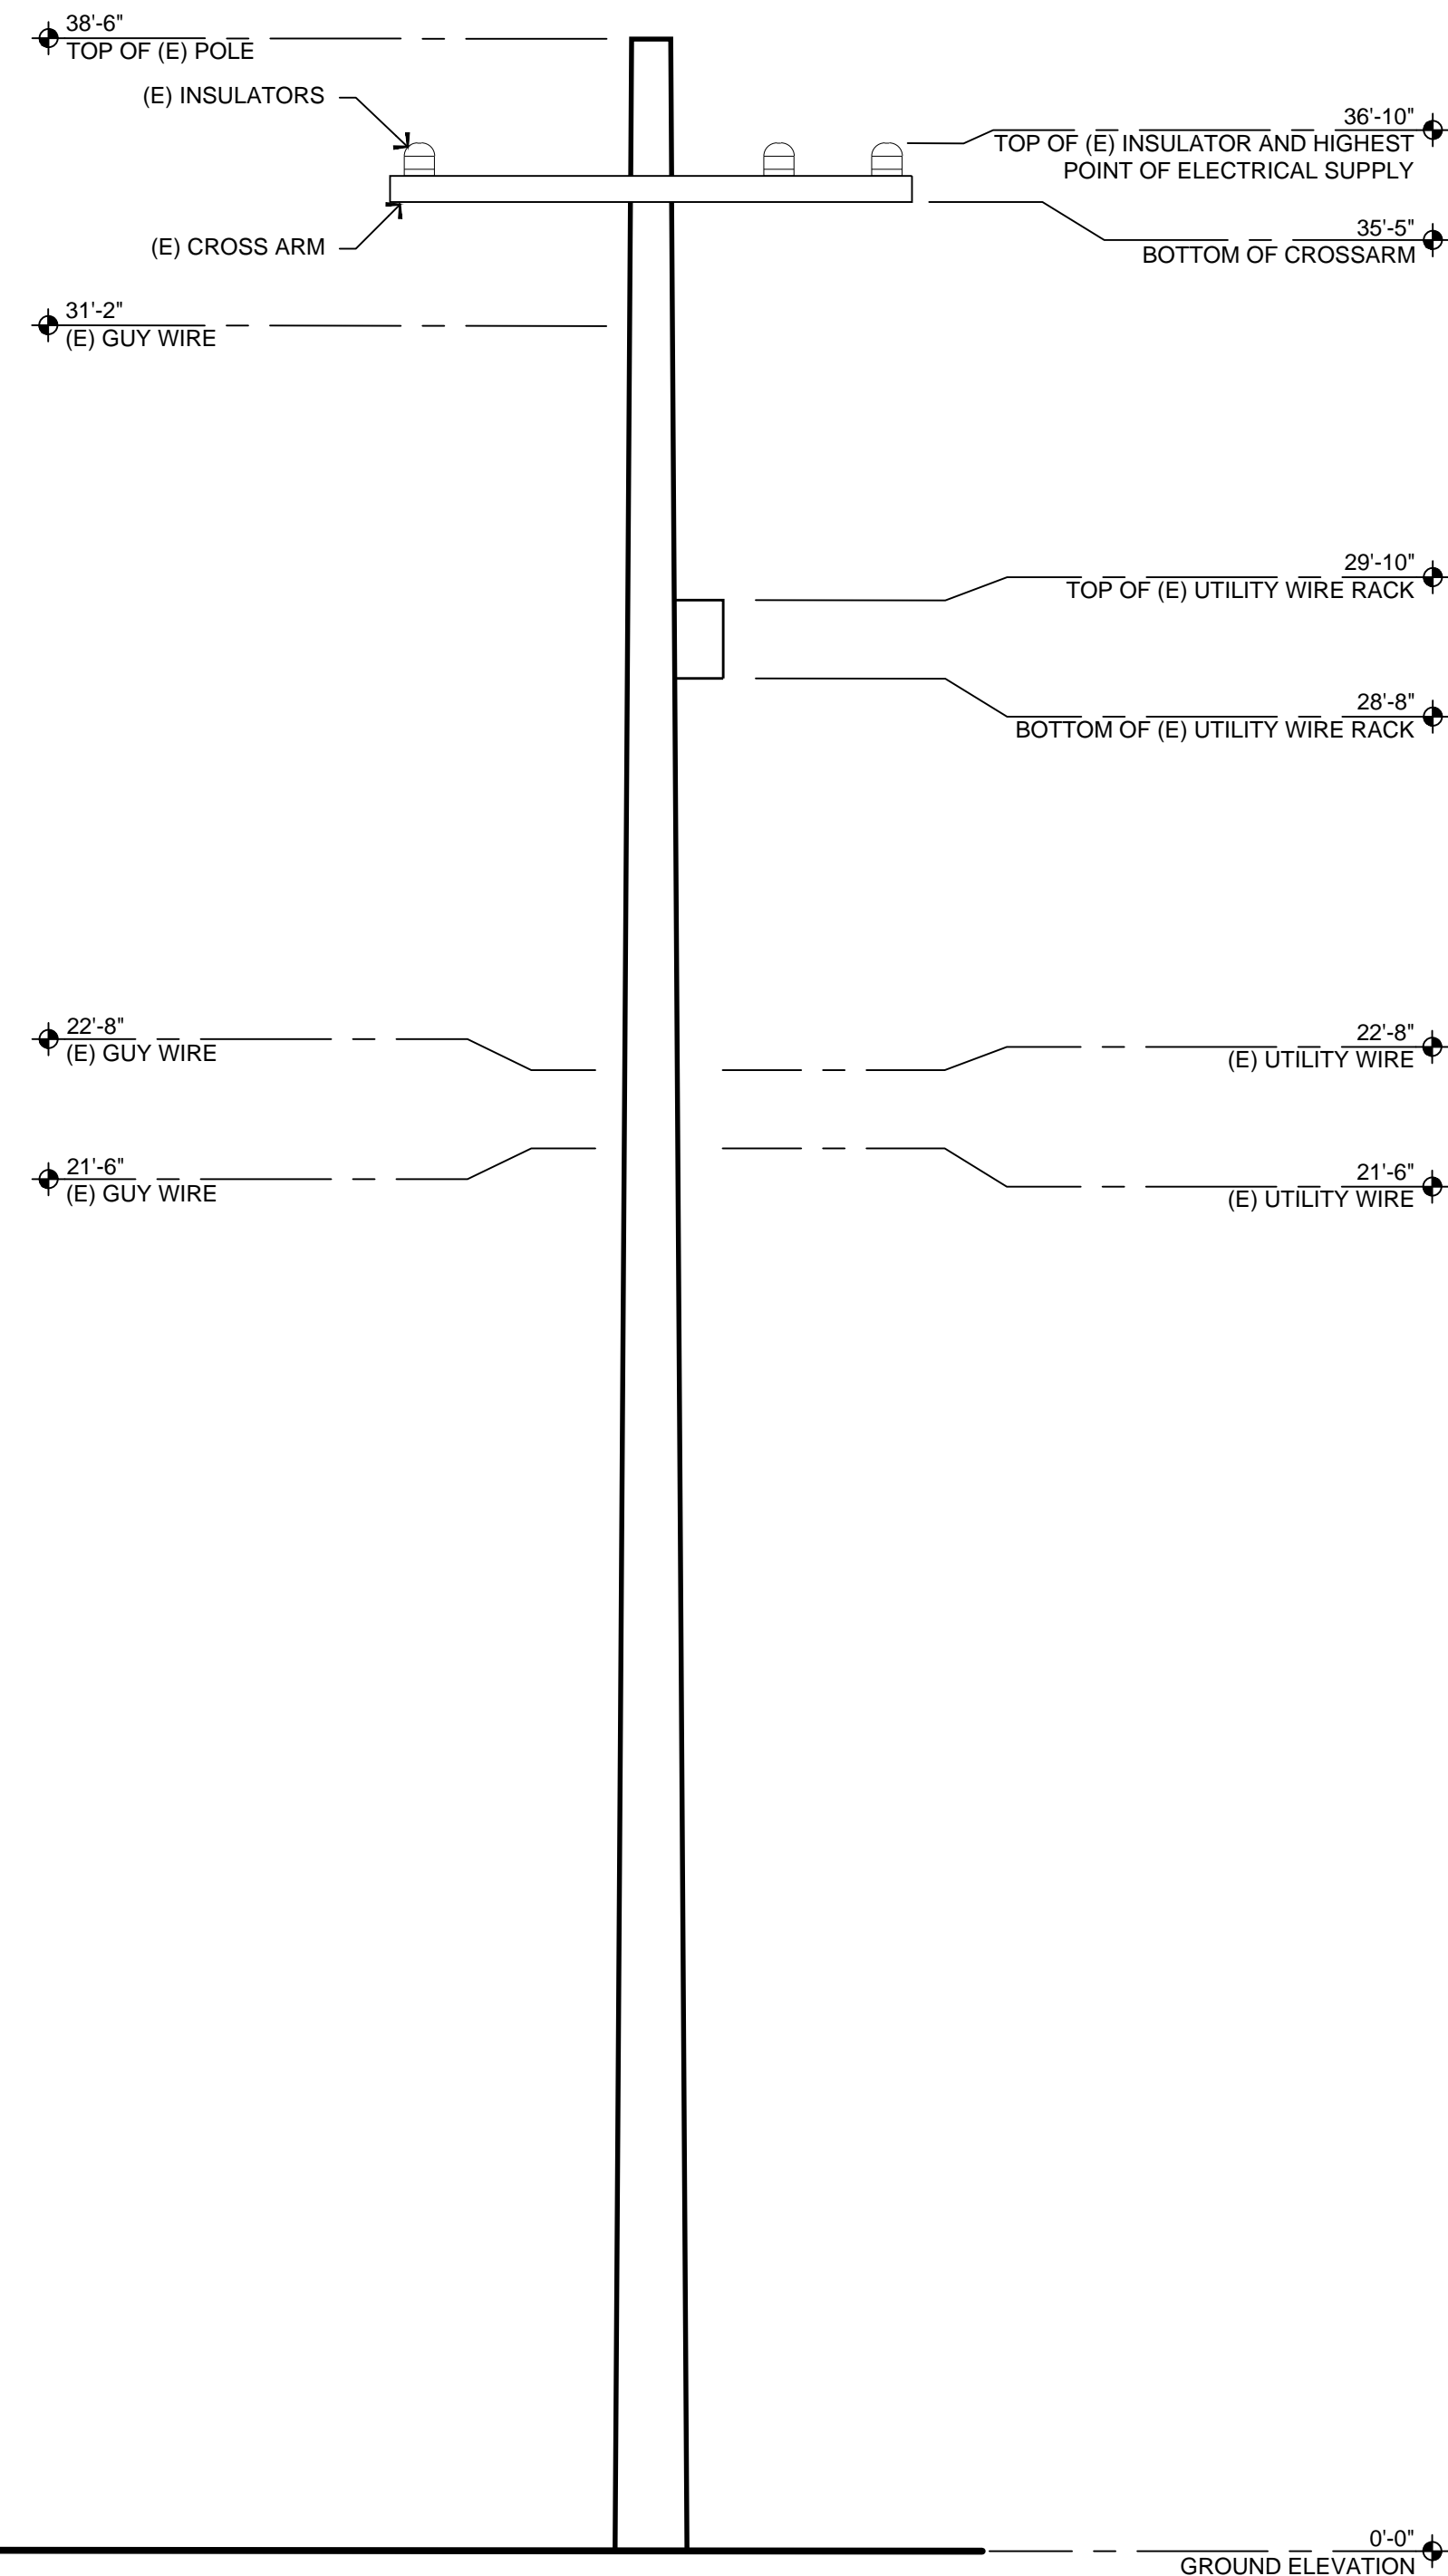 38'-6"
TOP OF (E) POLE
(E) INSULATORS
36'-10"
TOP OF (E) INSULATOR AND HIGHEST
POINT OF ELECTRICAL SUPPLY
35'-5"
BOTTOM OF CROSSARM
(E) CROSS ARM
31'-2"
(E) GUY WIRE
29'-10"
TOP OF (E) UTILITY WIRE RACK
28'-8"
BOTTOM OF (E) UTILITY WIRE RACK
22'-8"
(E) GUY WIRE
22'-8"
(E) UTILITY WIRE
21'-6"
(E) GUY WIRE
21'-6"
(E) UTILITY WIRE
0'-0"
GROUND ELEVATION